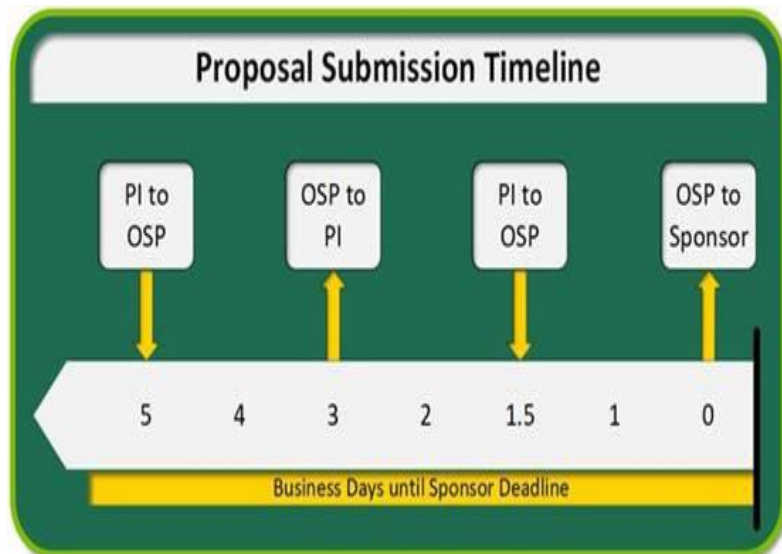 Proposal Submission Timeline
PI to
OSP
OSP to
PI
PI to
OSP
OSP to
Sponsor
5 4 3 2 1.5 1 0
Business Days until Sponsor Deadline